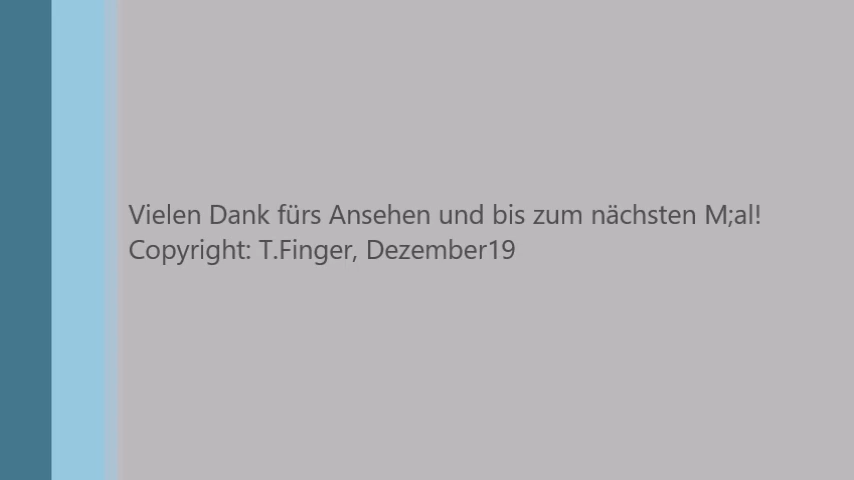 Vielen Dank fürs Ansehen und bis zum nächsten M;al!
Copyright: T.Finger, Dezember19